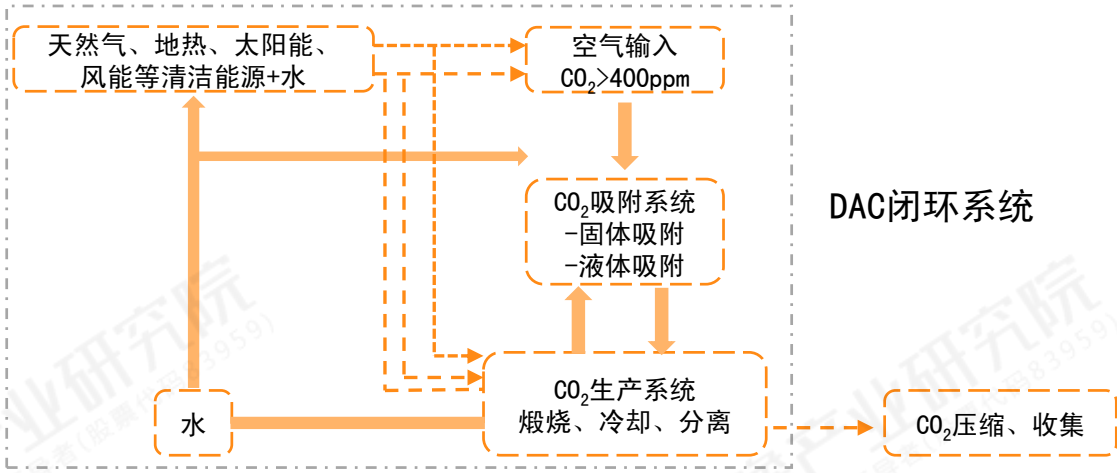 天然气、地热、太阳能、
风能等清洁能源+水
空气输入
CO₂>400ppm
CO₂吸附系统
-固体吸附
-液体吸附
DAC闭环系统
CO₂生产系统
煅烧、冷却、分离
水
CO₂压缩、收集